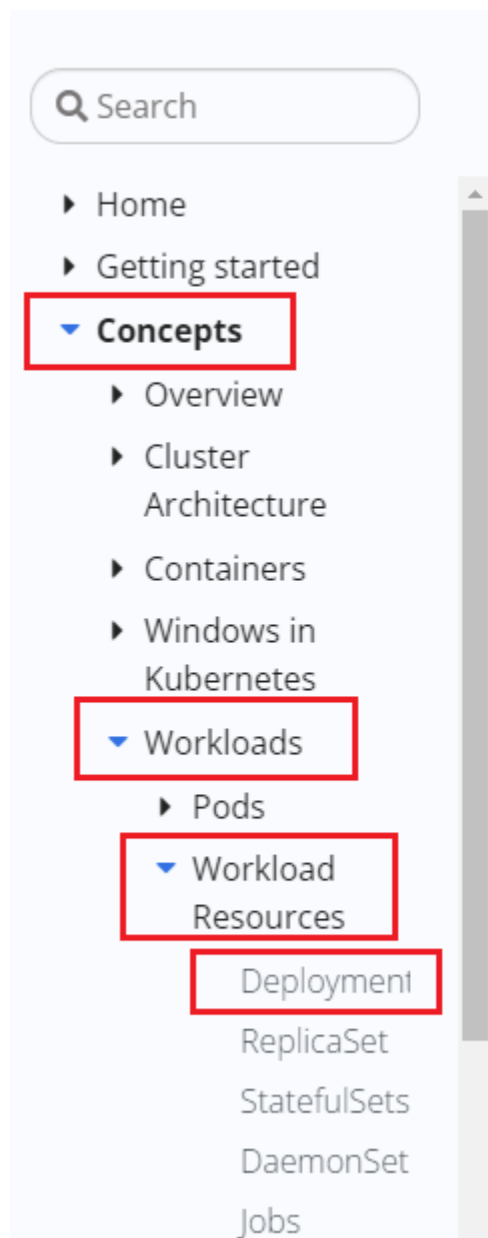 Search
Home
Getting started
Concepts
Overview
Cluster
Architecture
Containers
Windows in
Kubernetes
Workloads
Pods
Workload
Resources
Deployment
ReplicaSet
StatefulSets
DaemonSet
Jobs